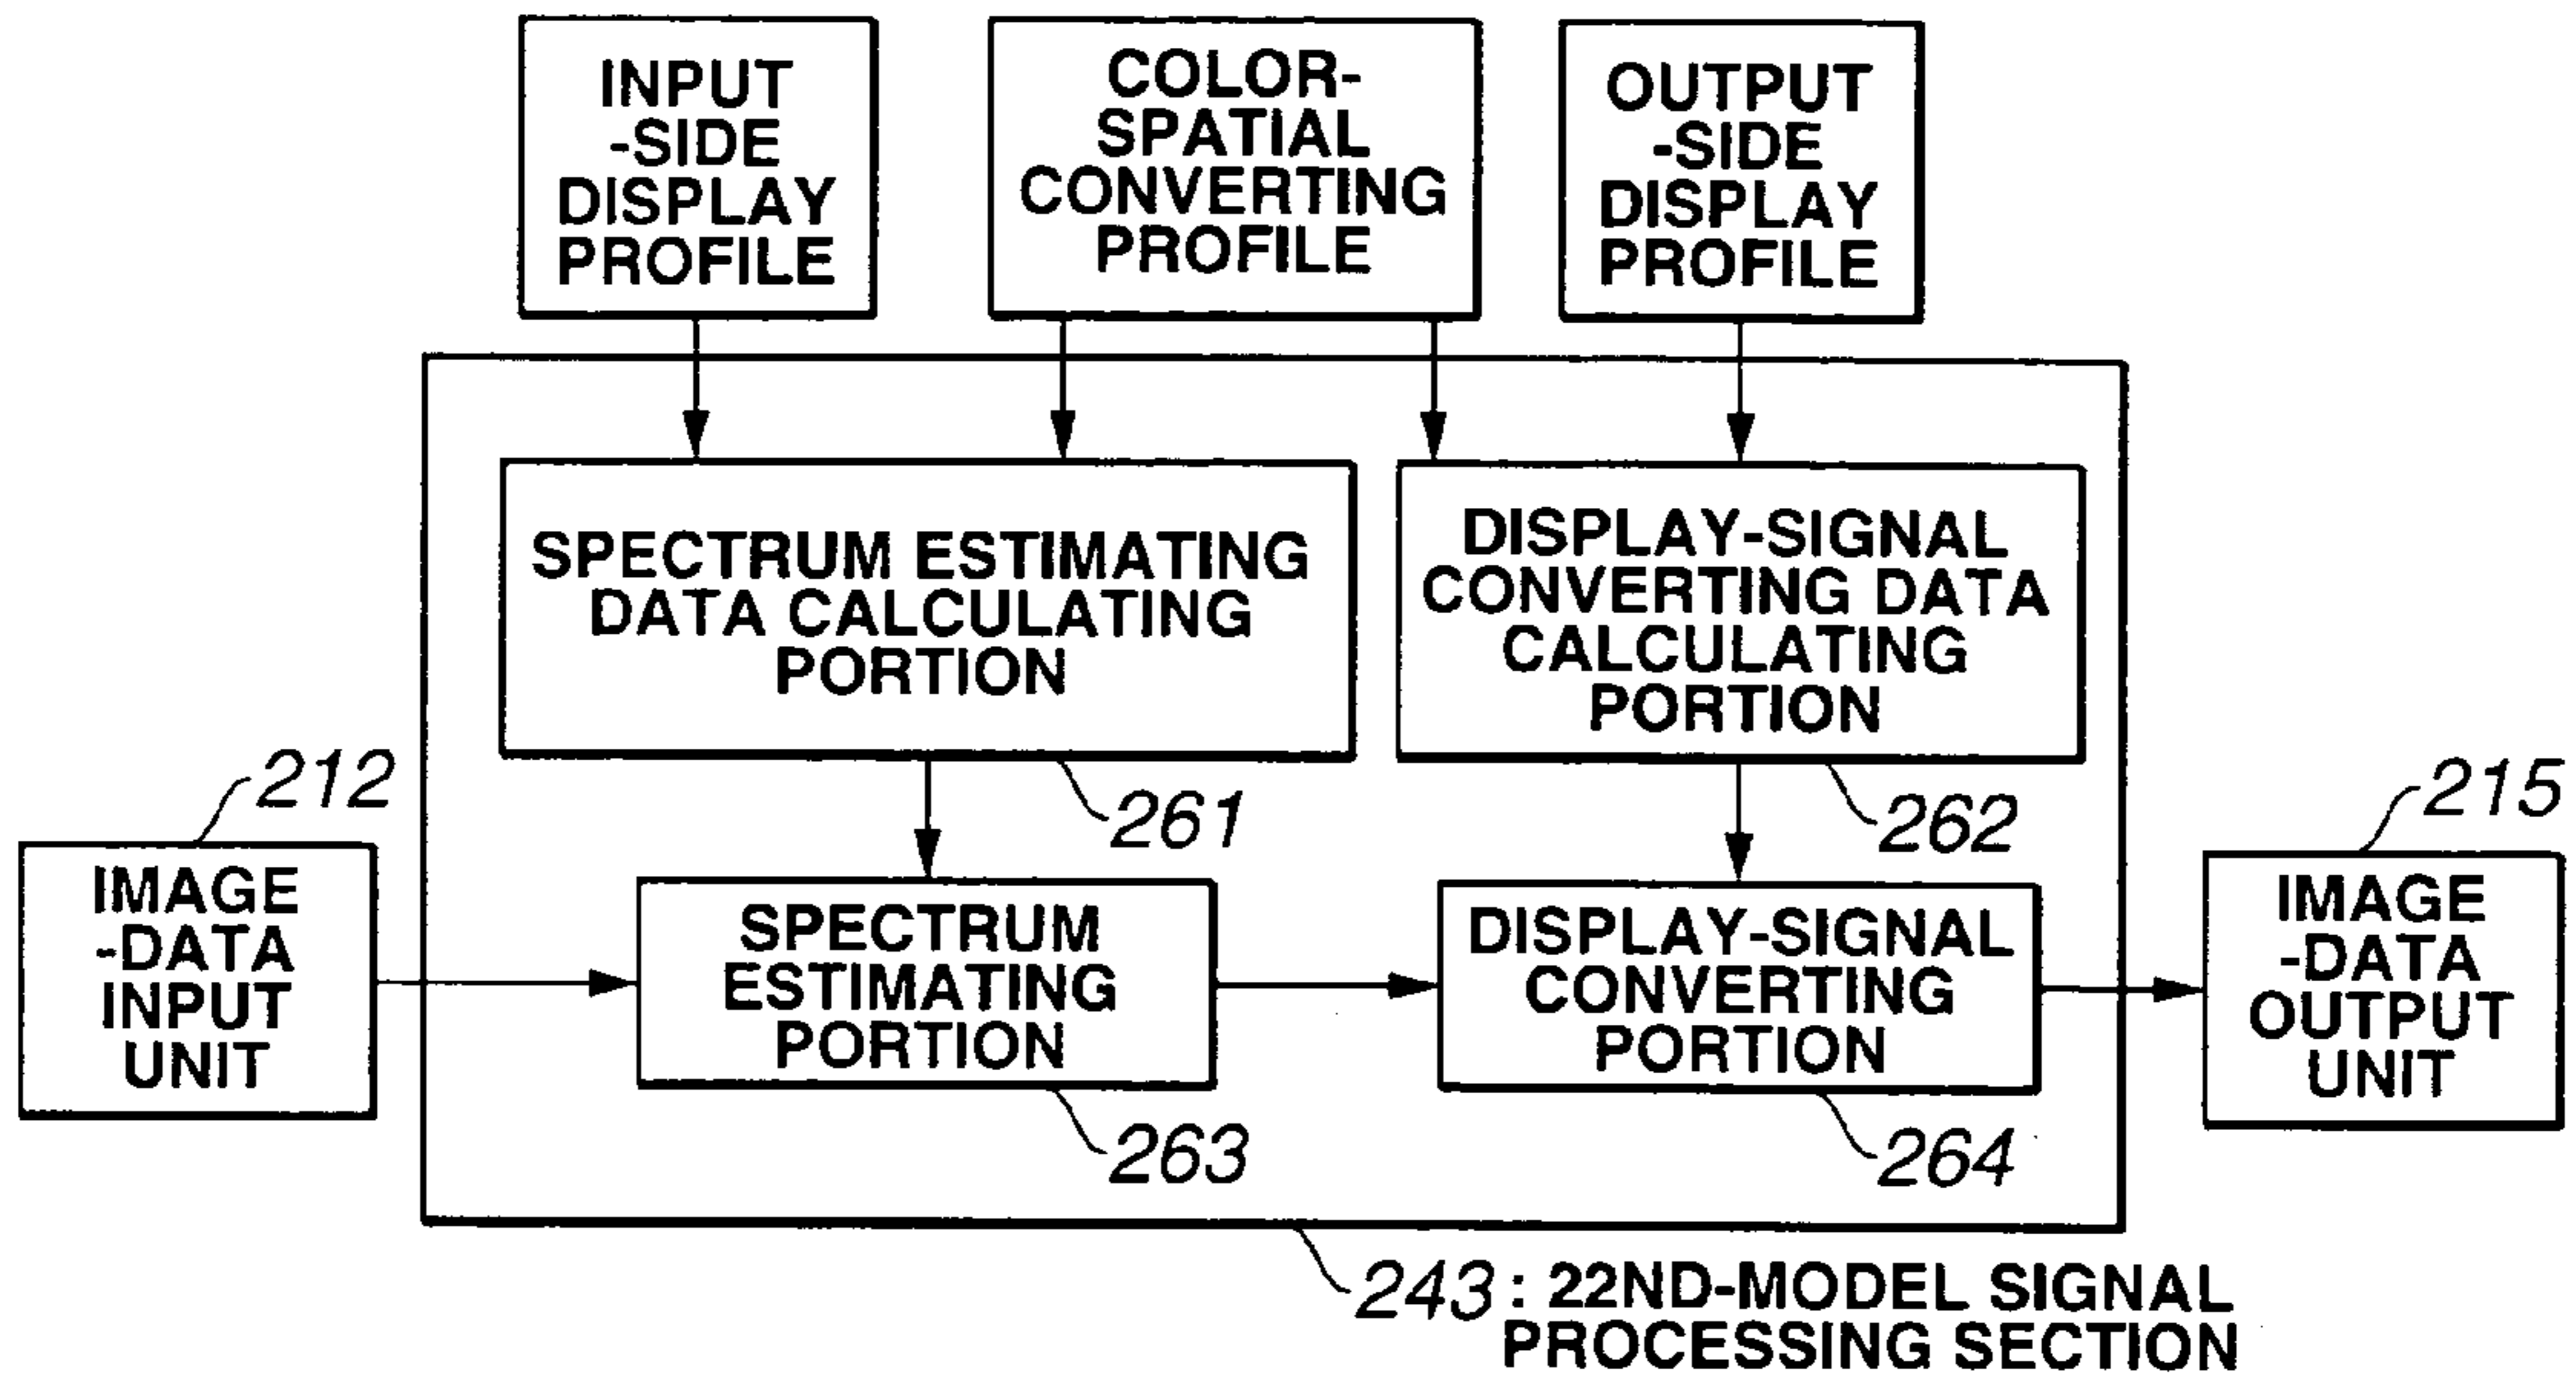 INPUT
-SIDE
DISPLAY
PROFILE
COLOR-
SPATIAL
CONVERTING
PROFILE
OUTPUT
-SIDE
DISPLAY
PROFILE
SPECTRUM ESTIMATING
DATA CALCULATING
PORTION
261
DISPLAY-SIGNAL
CONVERTING DATA
CALCULATING
PORTION
262
212
IMAGE
-DATA
INPUT
UNIT
SPECTRUM
ESTIMATING
PORTION
263
DISPLAY-SIGNAL
CONVERTING
PORTION
264
215
IMAGE
-DATA
OUTPUT
UNIT
243 : 22ND-MODEL SIGNAL
PROCESSING SECTION